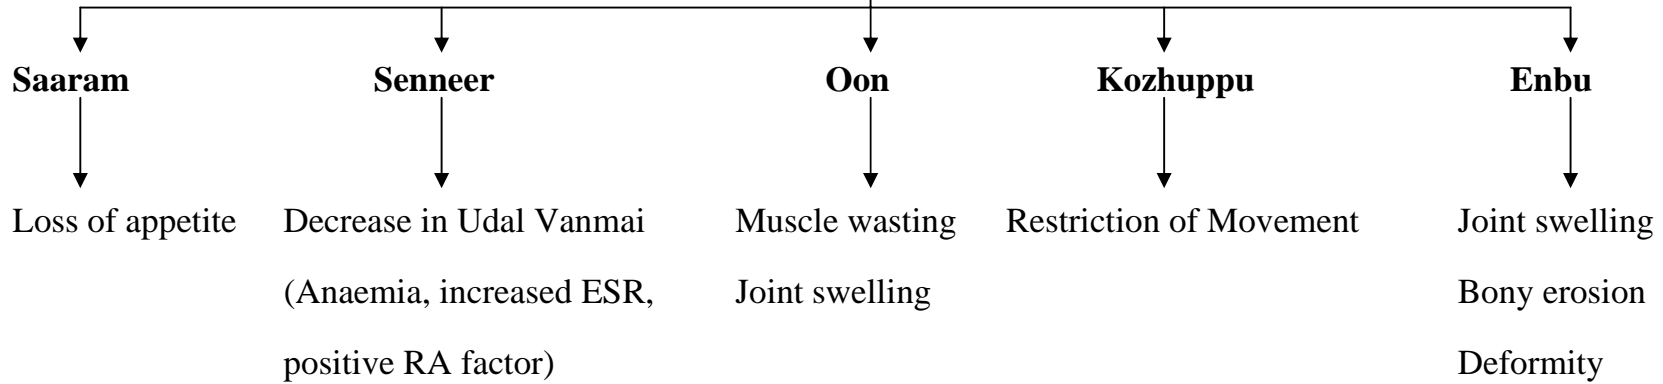 Saaram Senneer Oon Kozhuppu Enbu
Loss of appetite Decrease in Udal Vanmai Muscle wasting Restriction of Movement Joint swelling
(Anaemia, increased ESR, Joint swelling Bony erosion
positive RA factor) Deformity